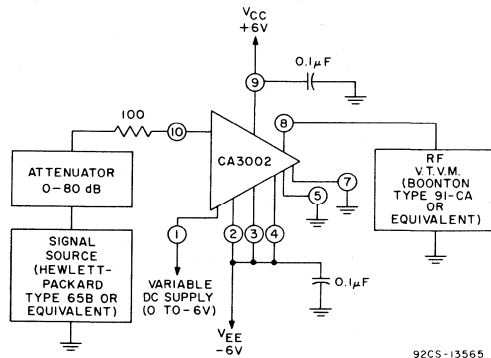 VCC
+6V
0.1µF
9
100
10
8
CA3002
7
5
ATTENUATOR
0-80 dB
RF
V.T.V.M.
(BOONTON
TYPE 91-CA
OR
EQUIVALENT)
1
2
3
4
SIGNAL
SOURCE
(HEWLETT-
PACKARD
TYPE 65B OR
EQUIVALENT)
VARIABLE
DC SUPPLY
(0 TO-6V)
0.1µF
VEE
-6V
92CS-13565